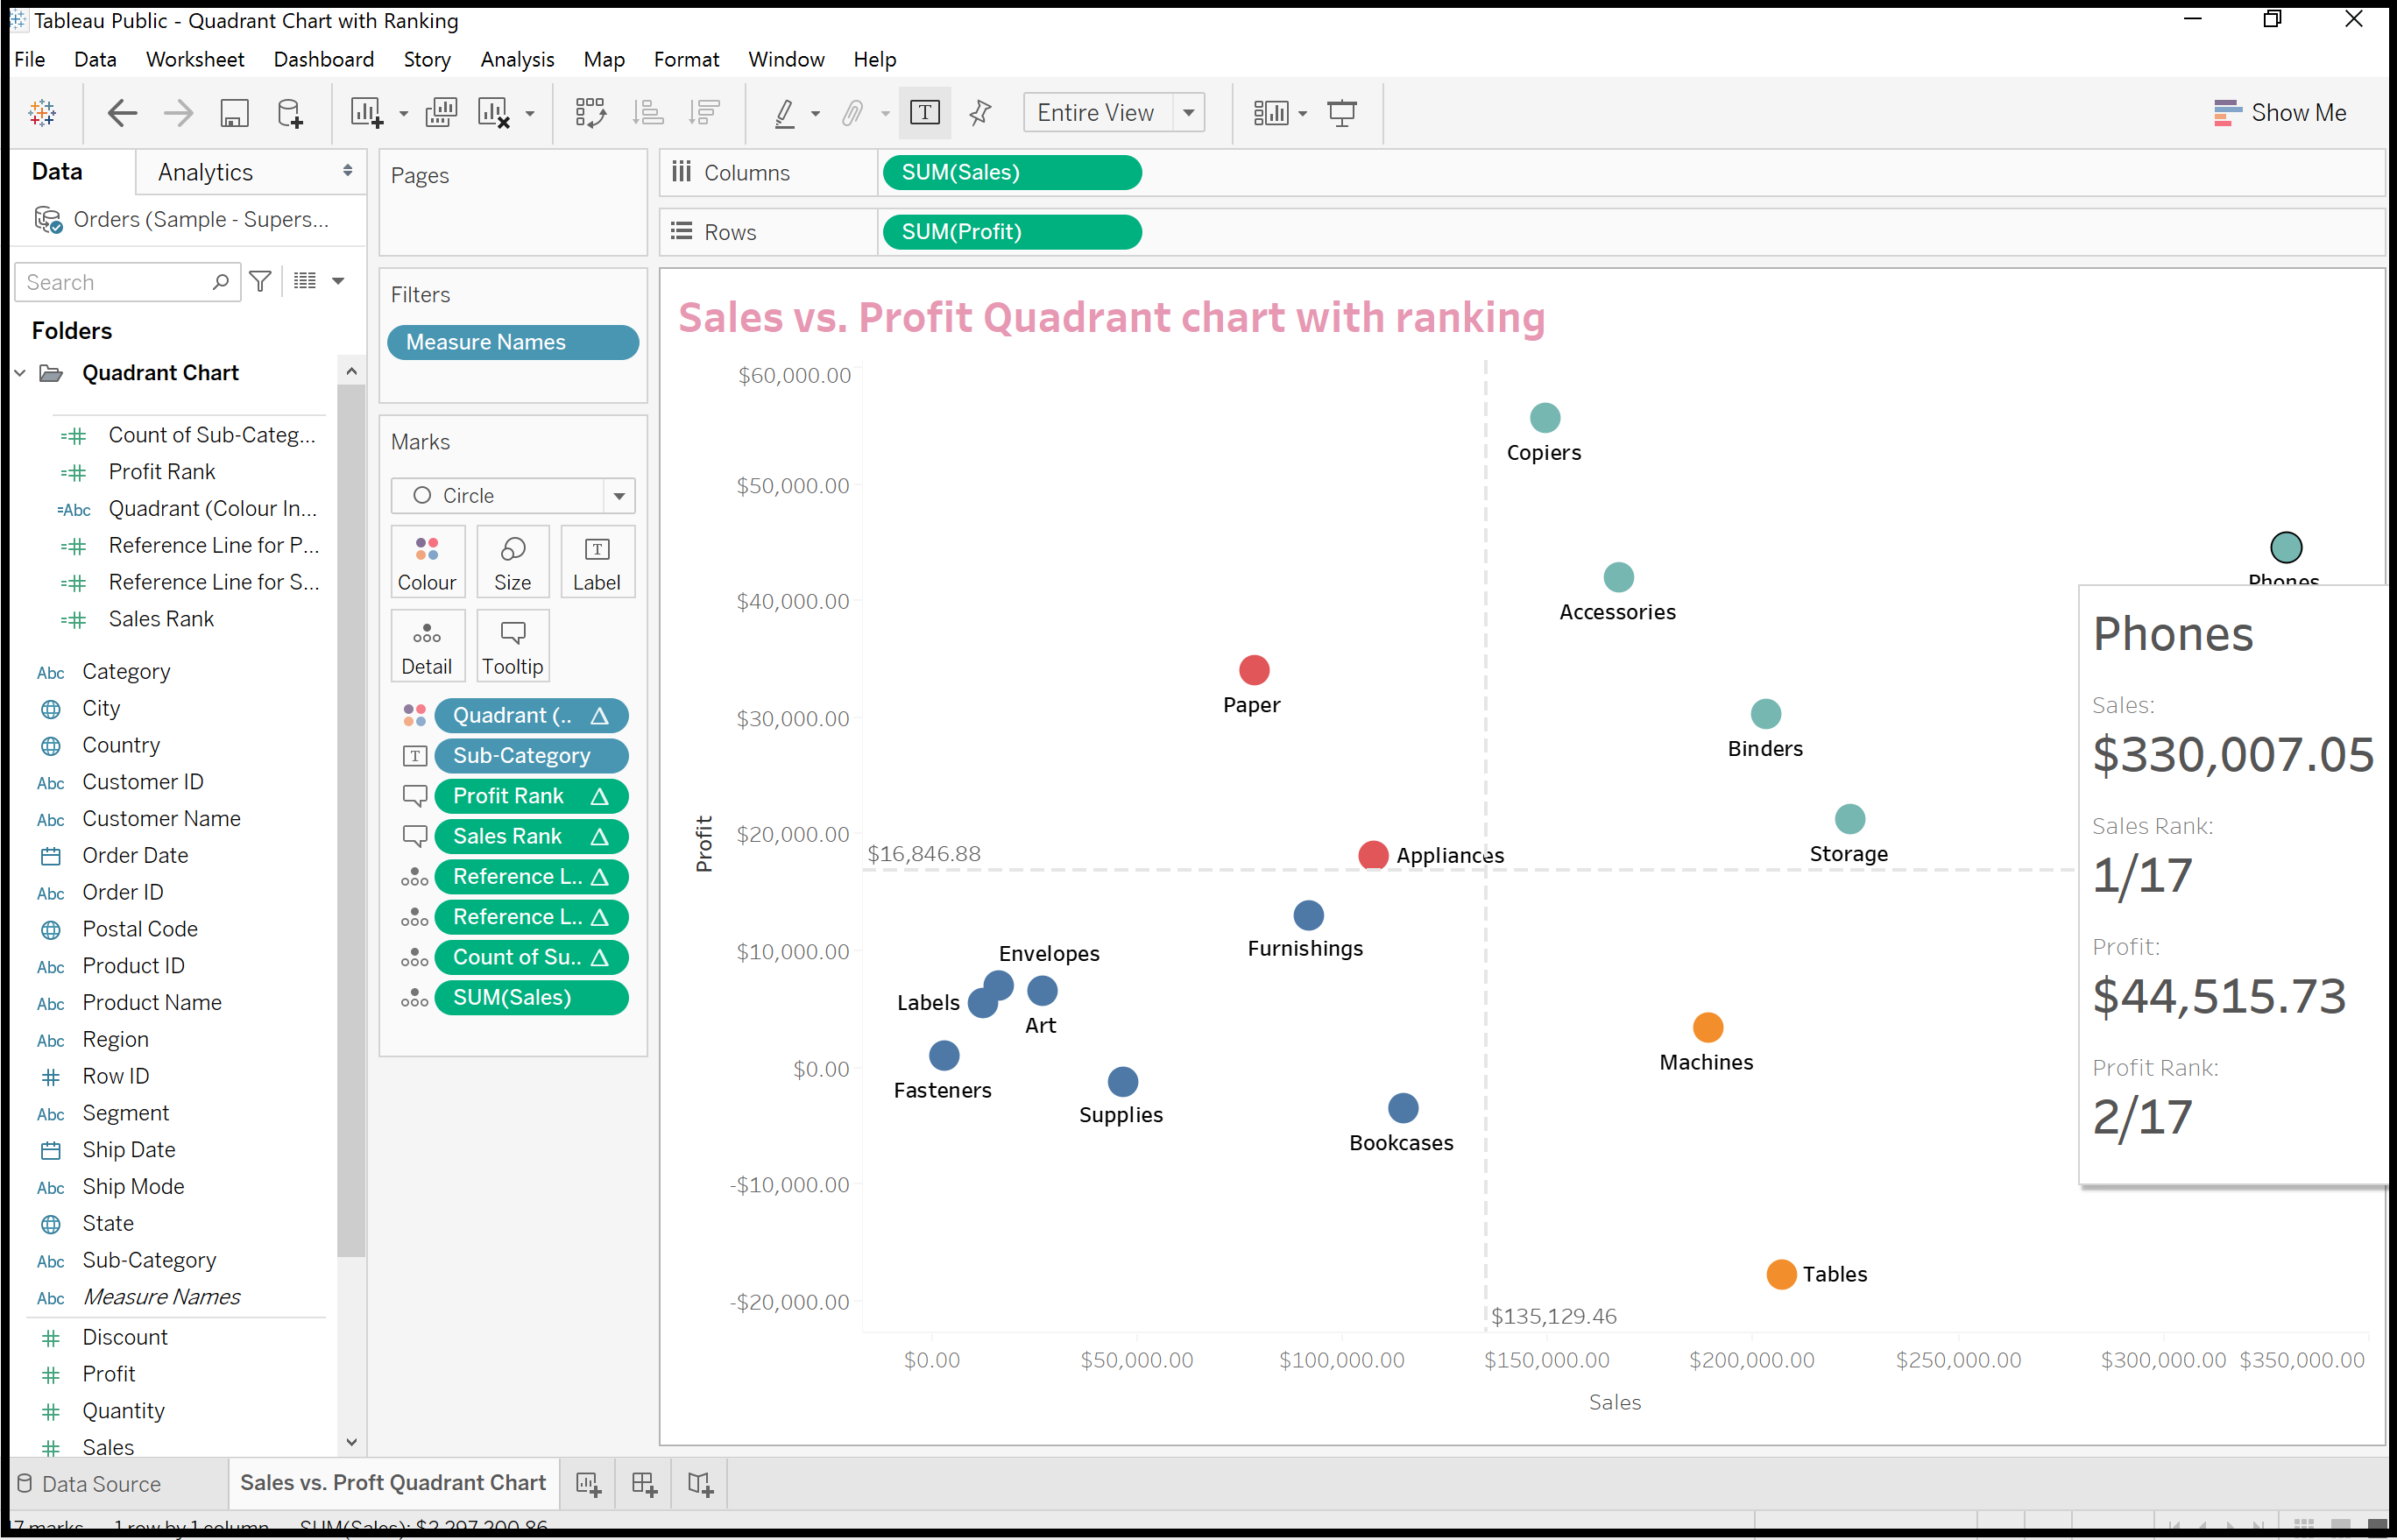 Tableau Public - Quadrant Chart with Ranking
File Data Worksheet Dashboard Story Analysis Map Format Window Help
Entire View
Show Me
Data Analytics
Orders (Sample - Supers...
Search
Folders
Quadrant Chart
Count of Sub-Categ...
Profit Rank
=Abc Quadrant (Colour In...
Reference Line for P...
Reference Line for S...
Sales Rank
Abc Category
City
Country
Abc Customer ID
Abc Customer Name
Order Date
Abc Order ID
Postal Code
Abc Product ID
Abc Product Name
Abc Region
Row ID
Abc Segment
Ship Date
Abc Ship Mode
State
Abc Sub-Category
Abc Measure Names
Discount
Profit
Quantity
Sales
Pages
Filters
Measure Names
Marks
Circle
Colour Size Label
Detail Tooltip
Quadrant (..
Sub-Category
Profit Rank
Sales Rank
Reference L..
Reference L..
Count of Su..
SUM(Sales)
Columns SUM(Sales)
Rows SUM(Profit)
Sales vs. Profit Quadrant chart with ranking
$60,000.00
$50,000.00
$40,000.00
$30,000.00
$20,000.00
$10,000.00
$0.00
-$10,000.00
-$20,000.00
Profit
$16,846.88
Copiers
Phones
Accessories
Paper
Binders
Storage
Appliances
Furnishings
Envelopes
Labels
Art
Fasteners
Supplies
Bookcases
Machines
Tables
$135,129.46
$0.00 $50,000.00 $100,000.00 $150,000.00 $200,000.00 $250,000.00 $300,000.00 $350,000.00
Sales
Phones
Sales:
$330,007.05
Sales Rank:
1/17
Profit:
$44,515.73
Profit Rank:
2/17
Data Source Sales vs. Proft Quadrant Chart
17 marks 1 row by 1 column SUM(Sales): $2,297,200.86